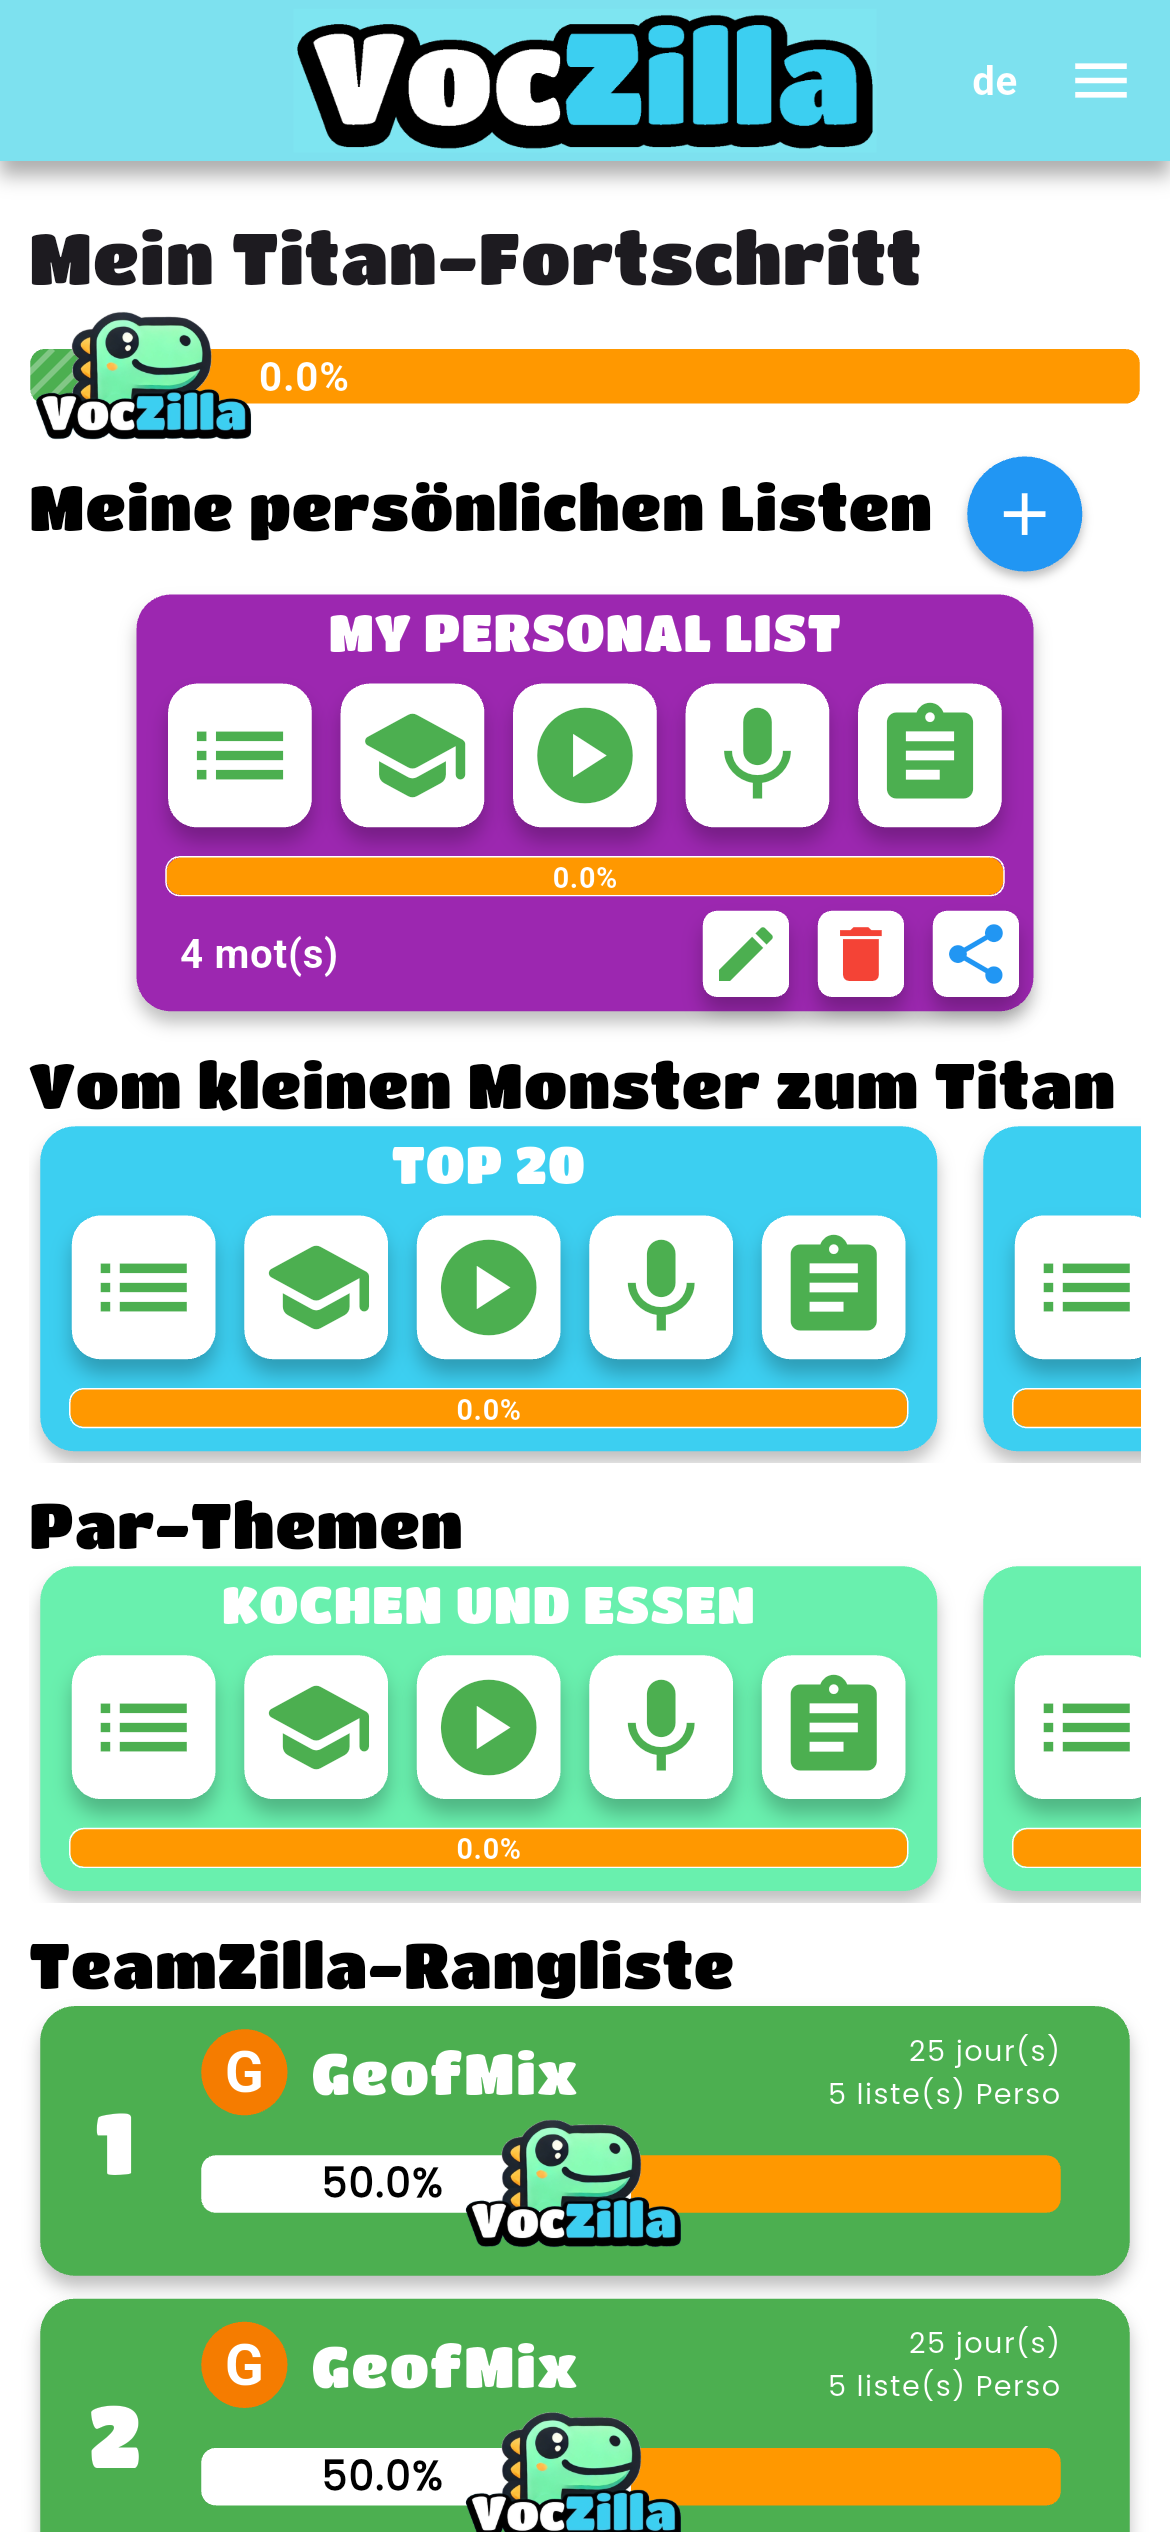 VocZilla
de
Mein Titan-Fortschritt
0.0%
VocZilla
Meine persönlichen Listen
MY PERSONAL LIST
0.0%
4 mot(s)
Vom kleinen Monster zum Titan
TOP 20
0.0%
Par-Themen
KOCHEN UND ESSEN
0.0%
TeamZilla-Rangliste
1
G
GeofMix
25 jour(s)
5 liste(s) Perso
50.0%
VocZilla
2
G
GeofMix
25 jour(s)
5 liste(s) Perso
50.0%
VocZilla